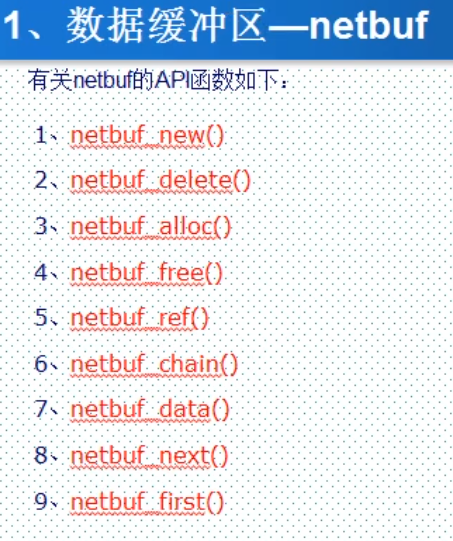 1、数据缓冲区—netbuf
有关netbuf的API函数如下：
1、netbuf_new()
2、netbuf_delete()
3、netbuf_alloc()
4、netbuf_free()
5、netbuf_ref()
6、netbuf_chain()
7、netbuf_data()
8、netbuf_next()
9、netbuf_first()